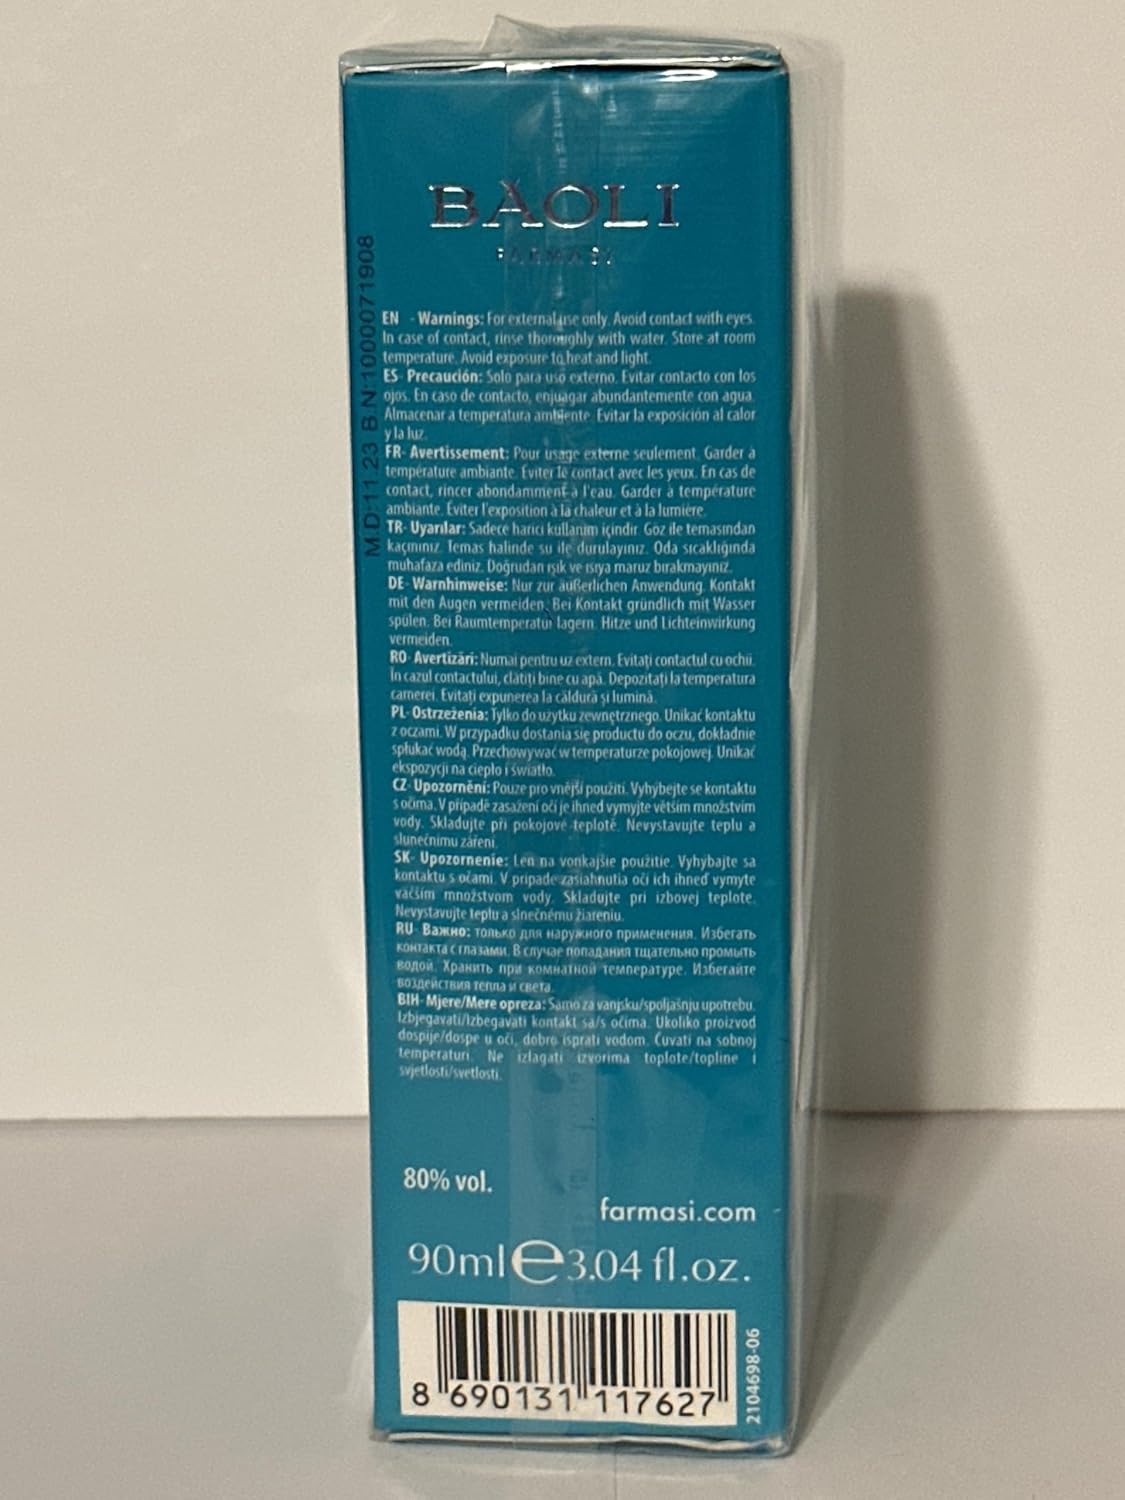 BAOLI
FARMASI
M.D:11.23 B.N:1000071908
EN - Warnings: For external use only. Avoid contact with eyes.
In case of contact, rinse thoroughly with water. Store at room
temperature. Avoid exposure to heat and light.
ES- Precaución: Solo para uso externo. Evitar contacto con los
ojos. En caso de contacto, enjuagar abundantemente con agua.
Almacenar a temperatura ambiente. Evitar la exposición al calor
y la luz.
FR- Avertissement: Pour usage externe seulement. Garder à
température ambiante. Éviter le contact avec les yeux. En cas de
contact, rincer abondamment à l'eau. Garder à température
ambiante. Éviter l'exposition à la chaleur et à la lumière.
TR- Uyarılar: Sadece harici kullanım içindir. Göz ile temasından
kaçınınız. Temas halinde su ile durulayınız. Oda sıcaklığında
muhafaza ediniz. Doğrudan ışık ve ısıya maruz bırakmayınız.
DE- Warnhinweise: Nur zur äußerlichen Anwendung. Kontakt
mit den Augen vermeiden. Bei Kontakt gründlich mit Wasser
spülen. Bei Raumtemperatur lagern. Hitze und Lichteinwirkung
vermeiden.
RO- Avertizări: Numai pentru uz extern. Evitați contactul cu ochii.
În cazul contactului, clătiți bine cu apă. Depozitați la temperatura
camerei. Evitați expunerea la căldură și lumină.
PL- Ostrzeżenia: Tylko do użytku zewnętrznego. Unikać kontaktu
z oczami. W przypadku dostania się produktu do oczu, dokładnie
spłukać wodą. Przechowywać w temperaturze pokojowej. Unikać
ekspozycji na ciepło i światło.
CZ- Upozornění: Pouze pro vnější použití. Vyhýbejte se kontaktu
s očima. V případě zasažení očí je ihned vymyjte větším množstvím
vody. Skladujte při pokojové teplotě. Nevystavujte teplu a
slunečnímu záření.
SK- Upozornenie: Len na vonkajšie použitie. Vyhýbajte sa
kontaktu s očami. V prípade zasiahnutia očí ich ihneď vymyte
väčším množstvom vody. Skladujte pri izbovej teplote.
Nevystavujte teplu a slnečnému žiareniu.
RU- Важно: только для наружного применения. Избегать
контакта с глазами. В случае попадания тщательно промыть
водой. Хранить при комнатной температуре. Избегайте
воздействия тепла и света.
BIH- Mjere/Mere opreza: Samo za vanjsku/spoljašnju upotrebu.
Izbjegavati/Izbegavati kontakt sa/s očima. Ukoliko proizvod
dospije/dospe u oči, dobro isprati vodom. Čuvati na sobnoj
temperaturi. Ne izlagati izvorima toplote/topline i
svjetlosti/svetlosti.
80% vol.
farmasi.com
90ml e 3.04 fl.oz.
8 690131 117627
2104698-06